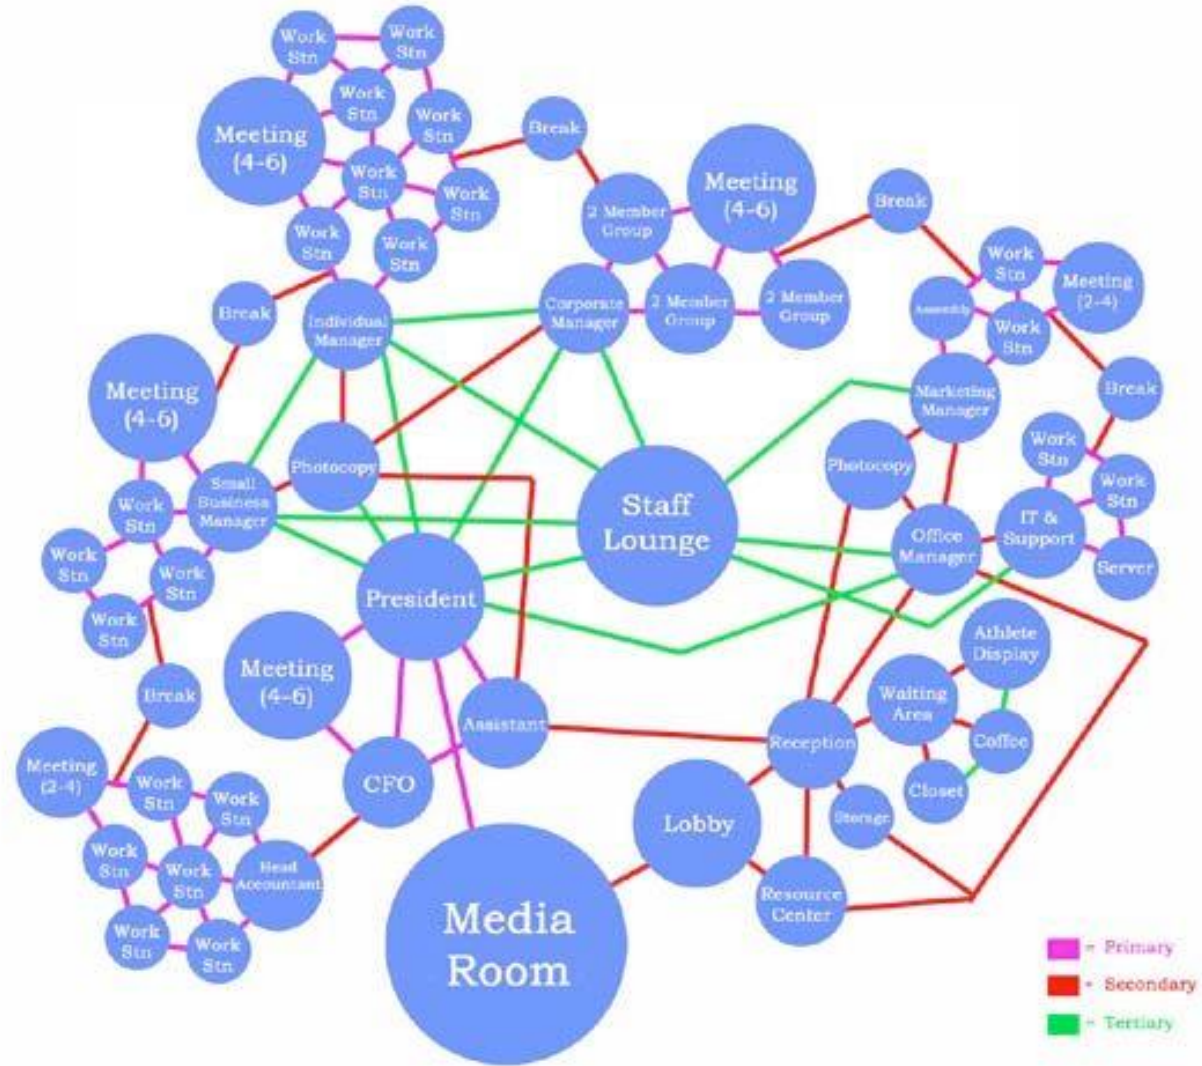 Work
Stn
Work
Stn
Work
Stn
Work
Stn
Meeting
(4-6)
Work
Stn
Work
Stn
Work
Stn
Work
Stn
Break
2 Member
Group
Meeting
(4-6)
Break
Work
Stn
Meeting
(2-4)
Assembly
Work
Stn
Break
Individual
Manager
Corporate
Manager
2 Member
Group
2 Member
Group
Meeting
(4-6)
Marketing
Manager
Break
Photocopy
Photocopy
Work
Stn
Work
Stn
Small
Business
Manager
Work
Stn
Staff
Lounge
Office
Manager
IT &
Support
Server
Work
Stn
Work
Stn
Work
Stn
President
Meeting
(4-6)
Athlete
Display
Break
Waiting
Area
Assistant
Reception
Coffee
Meeting
(2-4)
CFO
Closet
Work
Stn
Work
Stn
Lobby
Storage
Work
Stn
Work
Stn
Head
Accountant
Resource
Center
Work
Stn
Work
Stn
Media
Room
= Primary
= Secondary
= Tertiary